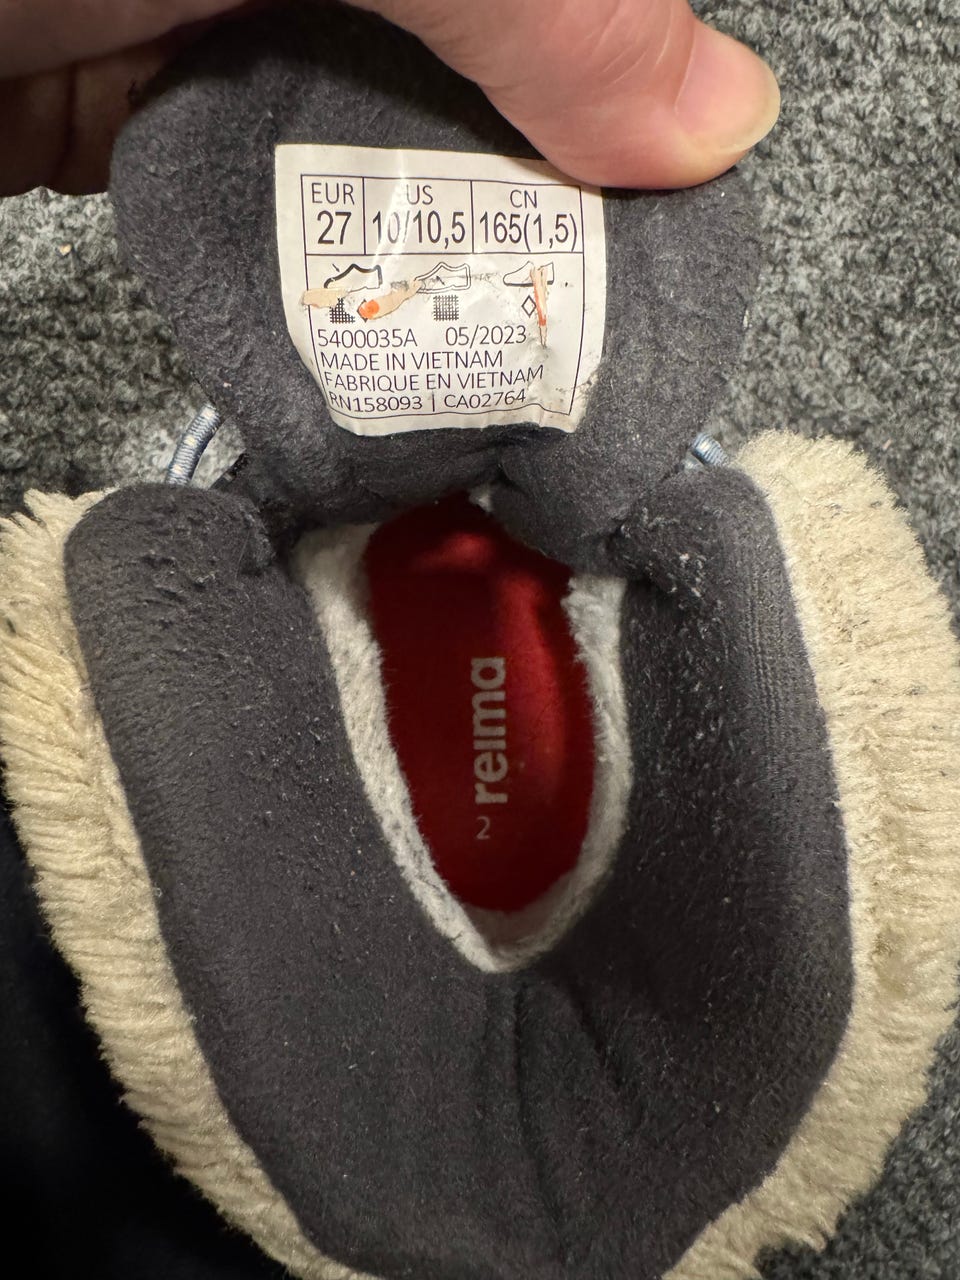 EUR US CN
27 10/10,5 165(1,5)
5400035A 05/2023
MADE IN VIETNAM
FABRIQUE EN VIETNAM
RN158093 | CA02764
reima
2